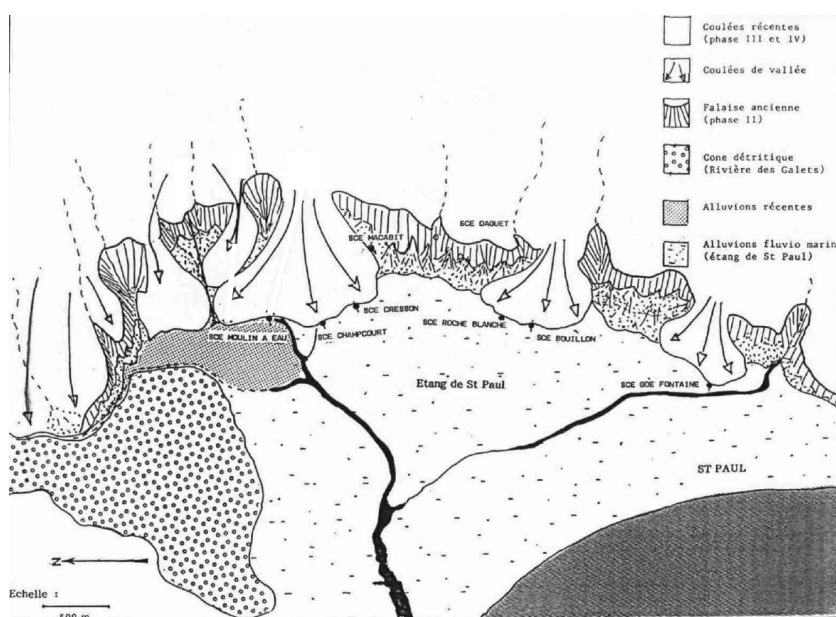 Coulées récentes
(phase III et IV)
Coulées de vallée
Falaise ancienne
(phase II)
Cone détritique
(Rivière des Galets)
Alluvions récentes
Alluvions fluvio marin
(étang de St Paul)
SCE DAGUET
SCE MACABIT
SCE CRESSON
SCE MOULIN A EAU
SCE CHAMPCOURT
SCE ROCHE BLANCHE
SCE BOUILLON
Etang de St Paul
SCE GDE FONTAINE
ST PAUL
N
Echelle :
500 m